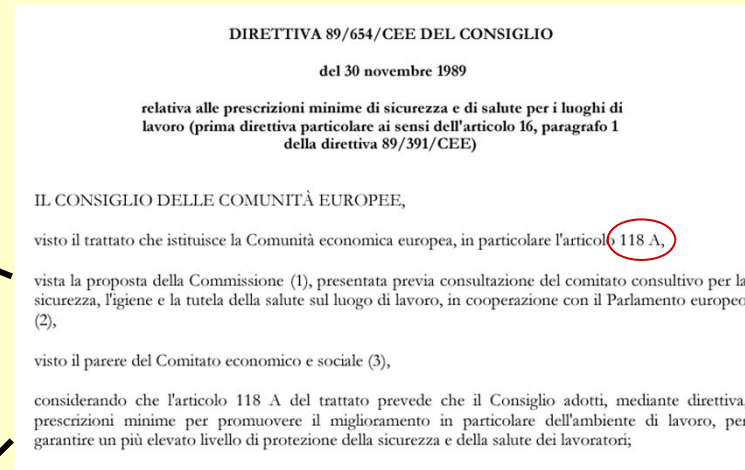 DIRETTIVA 89/654/CEE DEL CONSIGLIO
del 30 novembre 1989
relativa alle prescrizioni minime di sicurezza e di salute per i luoghi di
lavoro (prima direttiva particolare ai sensi dell'articolo 16, paragrafo 1
della direttiva 89/391/CEE)
IL CONSIGLIO DELLE COMUNITÀ EUROPEE,
visto il trattato che istituisce la Comunità economica europea, in particolare l'articolo 118 A,
vista la proposta della Commissione (1), presentata previa consultazione del comitato consultivo per la
sicurezza, l'igiene e la tutela della salute sul luogo di lavoro, in cooperazione con il Parlamento europeo
(2),
visto il parere del Comitato economico e sociale (3),
considerando che l'articolo 118 A del trattato prevede che il Consiglio adotti, mediante direttiva,
prescrizioni minime per promuovere il miglioramento in particolare dell'ambiente di lavoro, per
garantire un più elevato livello di protezione della sicurezza e della salute dei lavoratori;